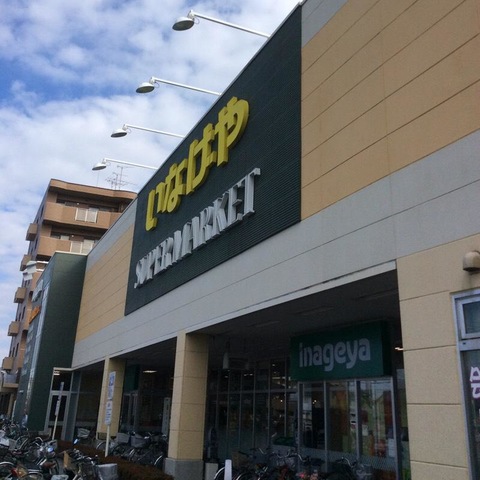 いなげや
SUPERMARKET
inageya